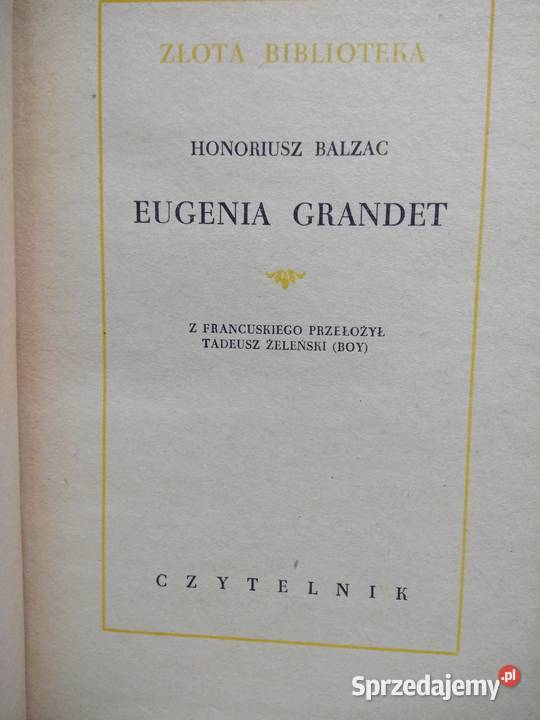 ZŁOTA BIBLIOTEKA
HONORIUSZ BALZAC
EUGENIA GRANDET
Z FRANCUSKIEGO PRZEŁOŻYŁ
TADEUSZ ŻELEŃSKI (BOY)
CZYTELNIK
Sprzedajemy.pl